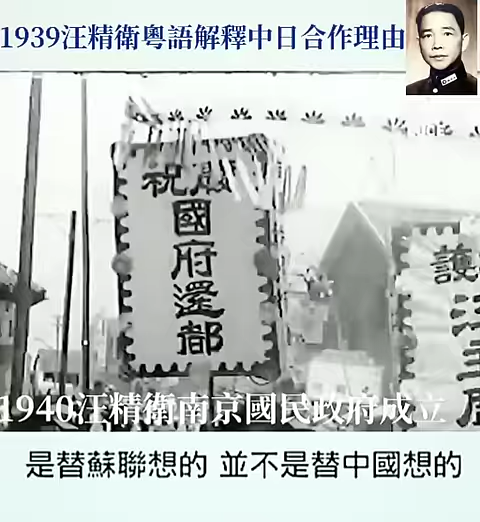 1939汪精衛粵語解釋中日合作理由
祝
國府還都
護
汪主
1940汪精衛南京國民政府成立
是替蘇聯想的 並不是替中國想的